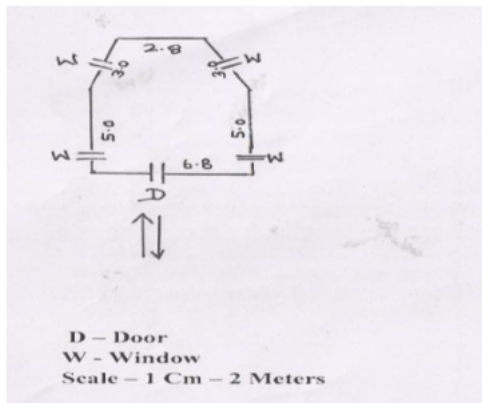 2.8
W 3.0 3.0 W
5.0 5.0
W 6.8 W
D
D – Door
W - Window
Scale – 1 Cm – 2 Meters